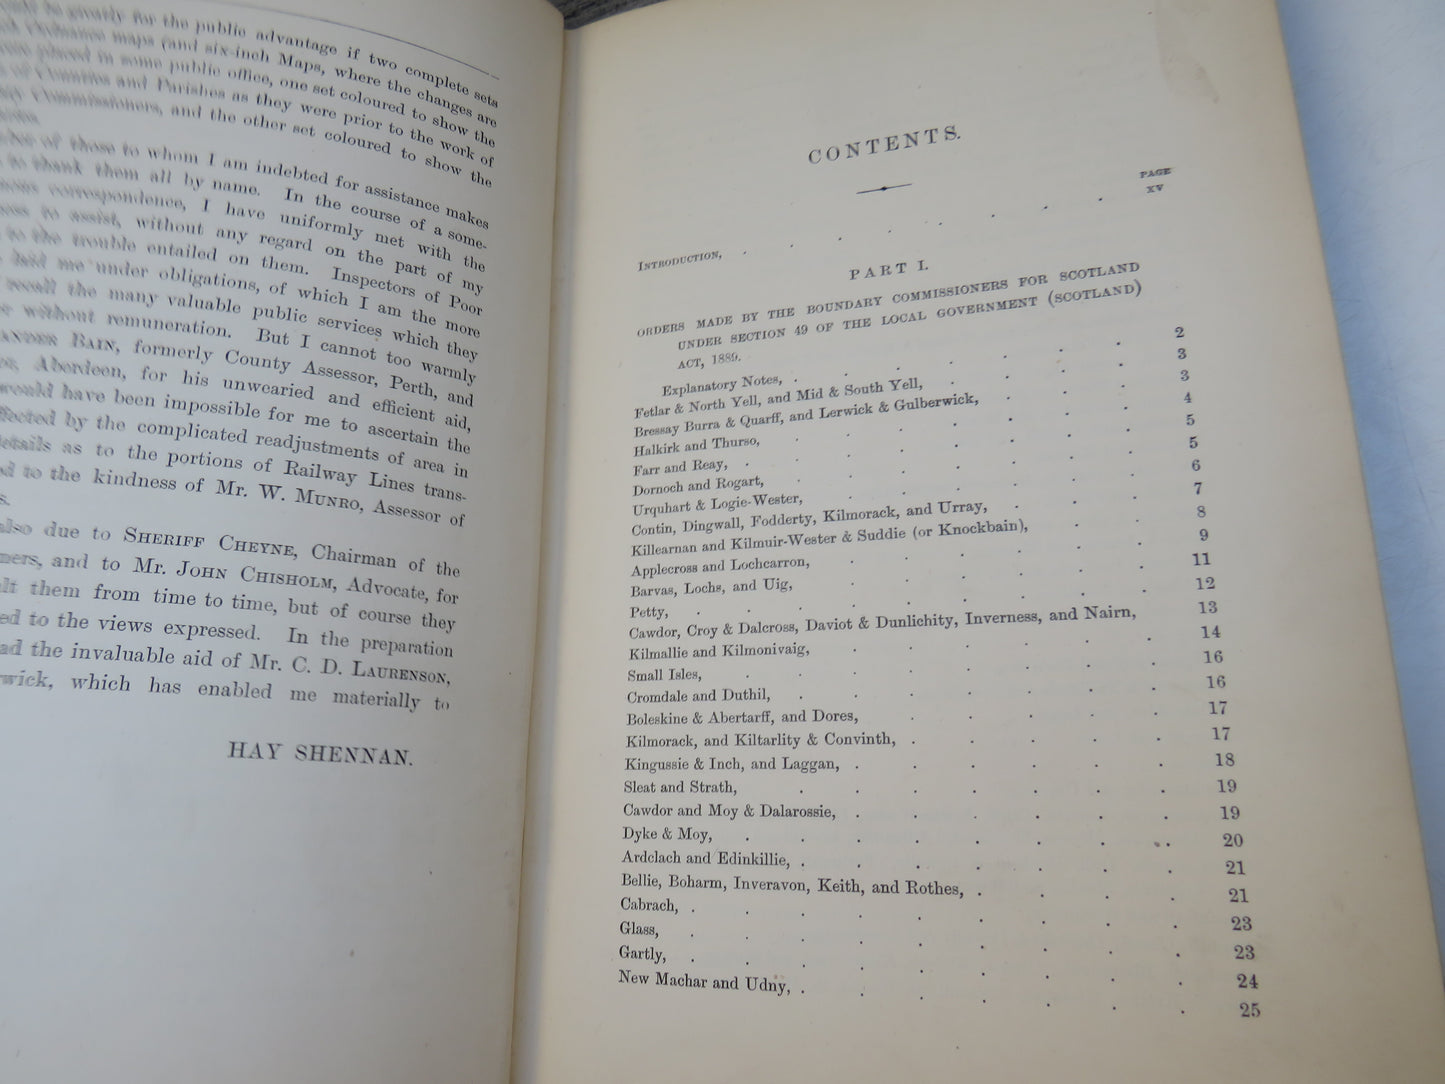 be greatly for the public advantage if two complete sets
Ordnance maps (and six-inch Maps, where the changes are
placed in some public office, one set coloured to show the
of Counties and Parishes as they were prior to the work of
Commissioners, and the other set coloured to show the
of those to whom I am indebted for assistance makes
to thank them all by name. In the course of a some-
correspondence, I have uniformly met with the
to assist, without any regard on the part of my
to the trouble entailed on them. Inspectors of Poor
had me under obligations, of which I am the more
recall the many valuable public services which they
without remuneration. But I cannot too warmly
BAIN, formerly County Assessor, Perth, and
Aberdeen, for his unwearied and efficient aid,
would have been impossible for me to ascertain the
by the complicated readjustments of area in
details as to the portions of Railway Lines trans-
to the kindness of Mr. W. MUNRO, Assessor of
also due to SHERIFF CHEYNE, Chairman of the
and to Mr. JOHN CHISHOLM, Advocate, for
them from time to time, but of course they
to the views expressed. In the preparation
the invaluable aid of Mr. C. D. LAURENSON,
which has enabled me materially to
HAY SHENNAN.
CONTENTS.
PAGE
INTRODUCTION, . . . . . . . . XV
PART I.
ORDERS MADE BY THE BOUNDARY COMMISSIONERS FOR SCOTLAND
UNDER SECTION 49 OF THE LOCAL GOVERNMENT (SCOTLAND)
ACT, 1889.
Explanatory Notes, . . . . . . . 2
Fetlar & North Yell, and Mid & South Yell, . . . . 3
Bressay Burra & Quarff, and Lerwick & Gulberwick, . . . 3
Halkirk and Thurso, . . . . . . . 4
Farr and Reay, . . . . . . . 5
Dornoch and Rogart, . . . . . . 5
Urquhart & Logie-Wester, . . . . . . 6
Contin, Dingwall, Fodderty, Kilmorack, and Urray, . . . 7
Killearnan and Kilmuir-Wester & Suddie (or Knockbain), . . 8
Applecross and Lochcarron, . . . . . . 9
Barvas, Lochs, and Uig, . . . . . . 11
Petty, . . . . . . . . 12
Cawdor, Croy & Dalcross, Daviot & Dunlichity, Inverness, and Nairn, 13
Kilmallie and Kilmonivaig, . . . . . . 14
Small Isles, . . . . . . . 16
Cromdale and Duthil, . . . . . . . 16
Boleskine & Abertarff, and Dores, . . . . . 17
Kilmorack, and Kiltarlity & Convinth, . . . . . 17
Kingussie & Inch, and Laggan, . . . . . . 18
Sleat and Strath, . . . . . . . 19
Cawdor and Moy & Dalarossie, . . . . . . 19
Dyke & Moy, . . . . . . . 20
Ardclach and Edinkillie, . . . . . . . 21
Bellie, Boharm, Inveravon, Keith, and Rothes, . . . . 21
Cabrach, . . . . . . . . 23
Glass, . . . . . . . . 23
Gartly, . . . . . . . . 24
New Machar and Udny, . . . . . . 25